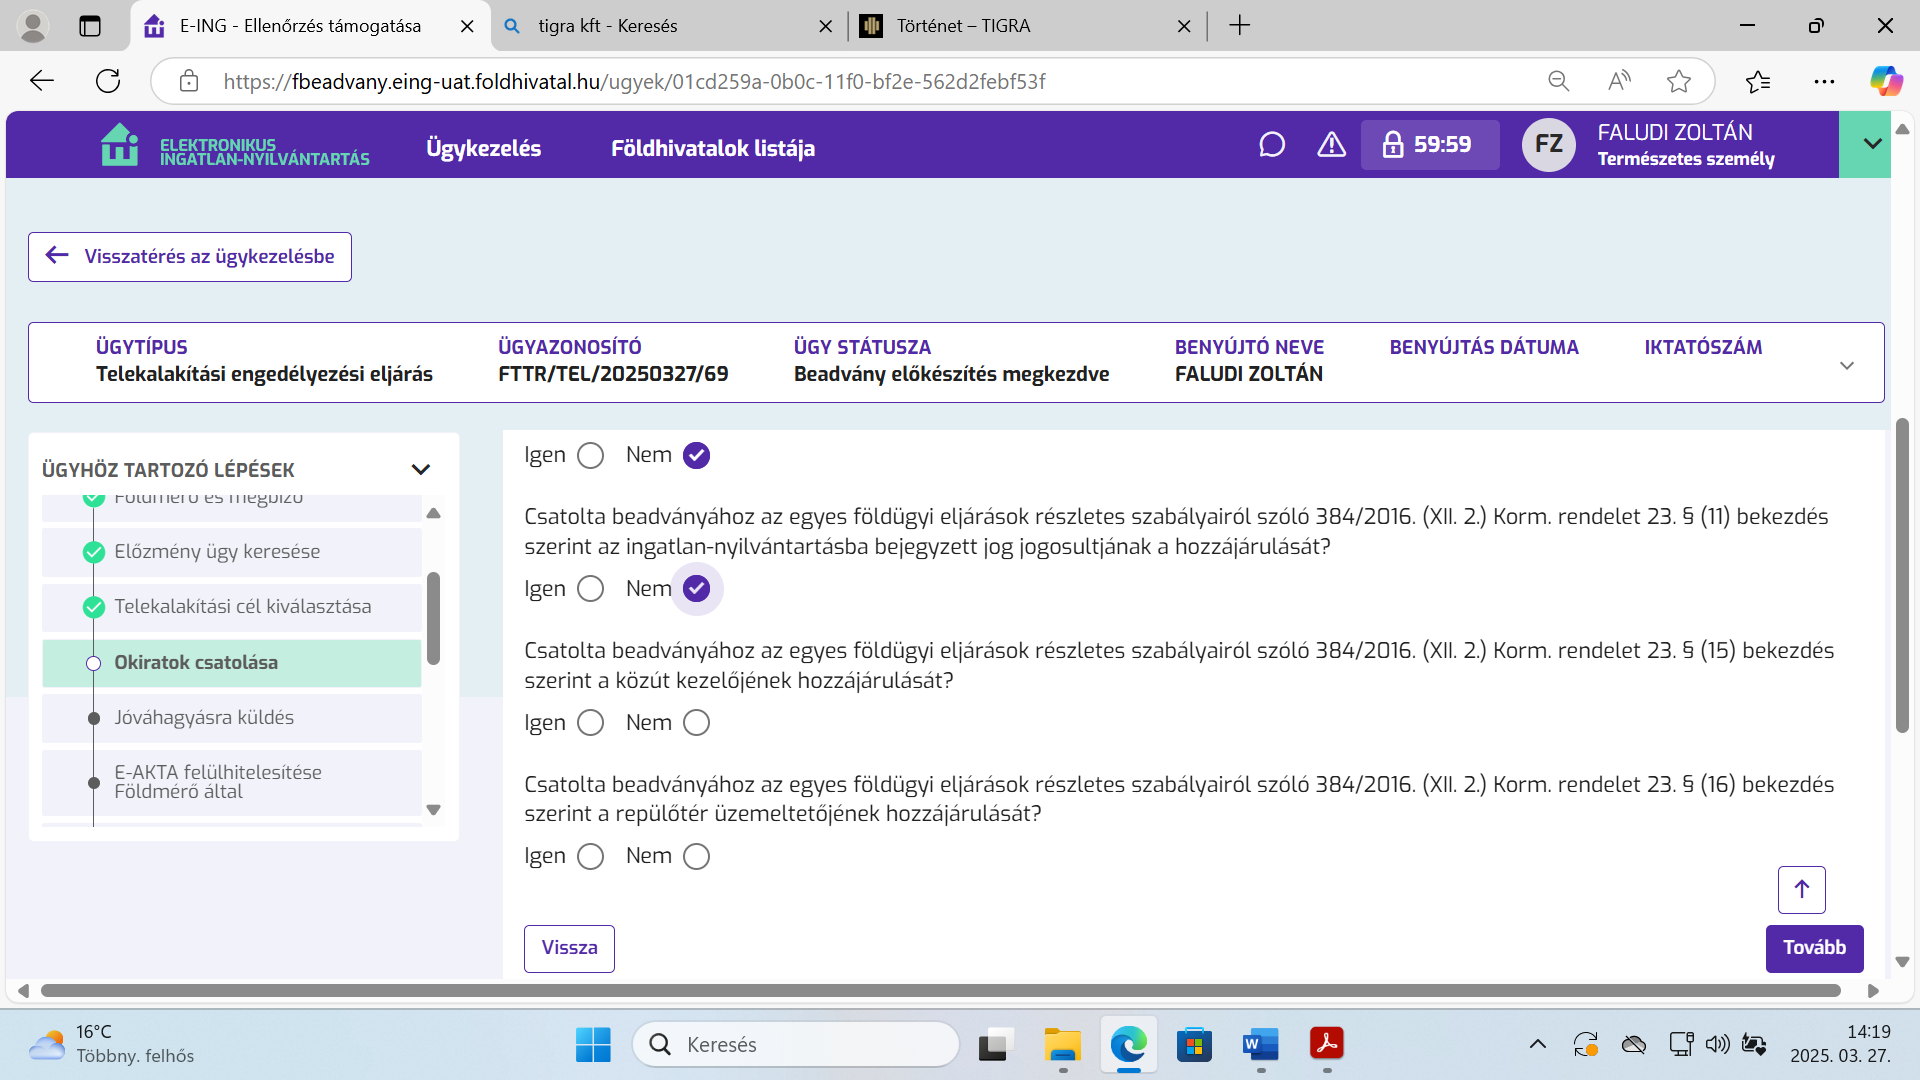 E-ING - Ellenőrzés támogatása
tigra kft - Keresés
Történet – TIGRA
https://fbeadvany.eing-uat.foldhivatal.hu/ugyek/01cd259a-0b0c-11f0-bf2e-562d2febf53f
ELEKTRONIKUS
INGATLAN-NYILVÁNTARTÁS
Ügykezelés
Földhivatalok listája
59:59
FZ
FALUDI ZOLTÁN
Természetes személy
Visszatérés az ügykezelésbe
ÜGYTÍPUS
Telekalakítási engedélyezési eljárás
ÜGYAZONOSÍTÓ
FTTR/TEL/20250327/69
ÜGY STÁTUSZA
Beadvány előkészítés megkezdve
BENYÚJTÓ NEVE
FALUDI ZOLTÁN
BENYÚJTÁS DÁTUMA
IKTATÓSZÁM
ÜGYHÖZ TARTOZÓ LÉPÉSEK
Földmérő és megbízó
Előzmény ügy keresése
Telekalakítási cél kiválasztása
Okiratok csatolása
Jóváhagyásra küldés
E-AKTA felülhitelesítése
Földmérő által
Igen Nem
Csatolta beadványához az egyes földügyi eljárások részletes szabályairól szóló 384/2016. (XII. 2.) Korm. rendelet 23. § (11) bekezdés
szerint az ingatlan-nyilvántartásba bejegyzett jog jogosultjának a hozzájárulását?
Igen Nem
Csatolta beadványához az egyes földügyi eljárások részletes szabályairól szóló 384/2016. (XII. 2.) Korm. rendelet 23. § (15) bekezdés
szerint a közút kezelőjének hozzájárulását?
Igen Nem
Csatolta beadványához az egyes földügyi eljárások részletes szabályairól szóló 384/2016. (XII. 2.) Korm. rendelet 23. § (16) bekezdés
szerint a repülőtér üzemeltetőjének hozzájárulását?
Igen Nem
Vissza
Tovább
16°C
Többny. felhős
Keresés
14:19
2025. 03. 27.